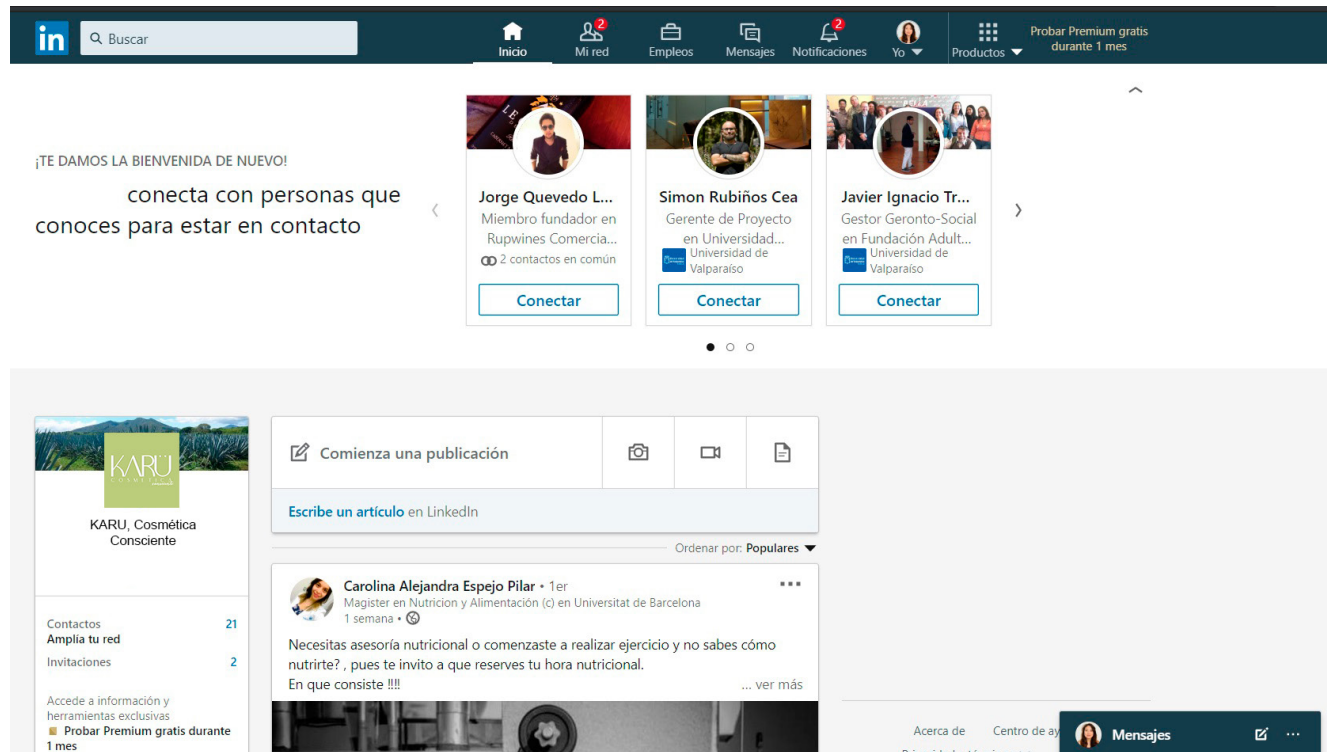 in
Buscar
Inicio
2
Mi red
Empleos
Mensajes
2
Notificaciones
Yo
Productos
Probar Premium gratis
durante 1 mes
¡TE DAMOS LA BIENVENIDA DE NUEVO!
conecta con personas que
conoces para estar en contacto
Jorge Quevedo L...
Miembro fundador en
Rupwines Comercia...
2 contactos en común
Conectar
Simon Rubiños Cea
Gerente de Proyecto
en Universidad...
Universidad de
Valparaíso
Conectar
Javier Ignacio Tr...
Gestor Geronto-Social
en Fundación Adult...
Universidad de
Valparaíso
Conectar
KARÜ
COSMÉTICA
KARU, Cosmética
Consciente
Contactos 21
Amplía tu red
Invitaciones 2
Accede a información y
herramientas exclusivas
Probar Premium gratis durante
1 mes
Comienza una publicación
Escribe un artículo en LinkedIn
Ordenar por: Populares
Carolina Alejandra Espejo Pilar • 1er
Magister en Nutricion y Alimentación (c) en Universitat de Barcelona
1 semana •
Necesitas asesoría nutricional o comenzaste a realizar ejercicio y no sabes cómo
nutrirte? , pues te invito a que reserves tu hora nutricional.
En que consiste !!!!
... ver más
Acerca de Centro de ay
Mensajes